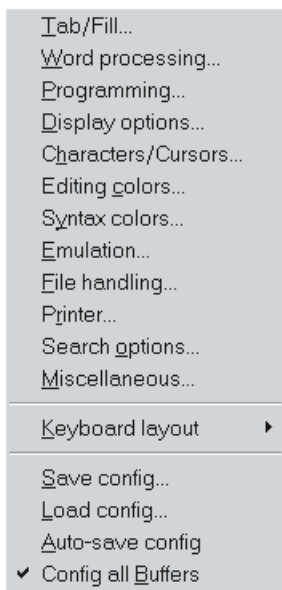 Tab/Fill...
Word processing...
Programming...
Display options...
Characters/Cursors...
Editing colors...
Syntax colors...
Emulation...
File handling...
Printer...
Search options...
Miscellaneous...
Keyboard layout
Save config...
Load config...
Auto-save config
Config all Buffers